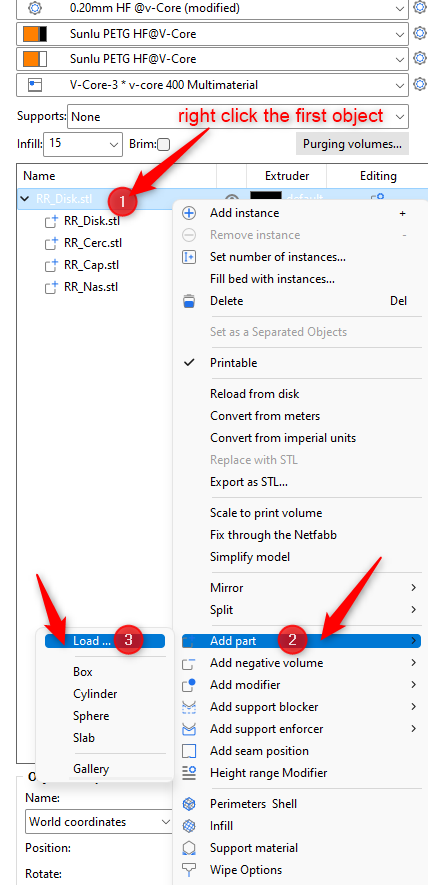 0.20mm HF @v-Core (modified)
Sunlu PETG HF@V-Core
Sunlu PETG HF@V-Core
V-Core-3 * v-core 400 Multimaterial
Supports: None
right click the first object
Infill: 15 Brim: Purging volumes...
Name Extruder Editing
RR_Disk.stl 1 default
RR_Disk.stl
RR_Cerc.stl
RR_Cap.stl
RR_Nas.stl
Add instance +
Remove instance -
Set number of instances...
Fill bed with instances...
Delete Del
Set as a Separated Objects
Printable
Reload from disk
Convert from meters
Convert from imperial units
Replace with STL
Export as STL...
Scale to print volume
Fix through the Netfabb
Simplify model
Mirror
Split
Add part 2
Load ... 3
Box
Cylinder
Sphere
Slab
Gallery
Add negative volume
Add modifier
Add support blocker
Add support enforcer
Add seam position
Height range Modifier
Perimeters Shell
Infill
Support material
Wipe Options
Name:
World coordinates
Position:
Rotate: